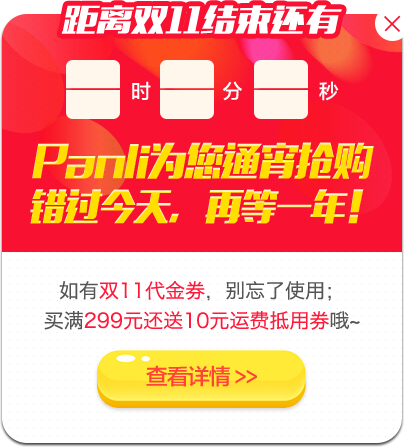 距离双11结束还有
时 分 秒
Panli为您通宵抢购
错过今天，再等一年！
如有双11代金券，别忘了使用；
买满299元还送10元运费抵用券哦~
查看详情 >>